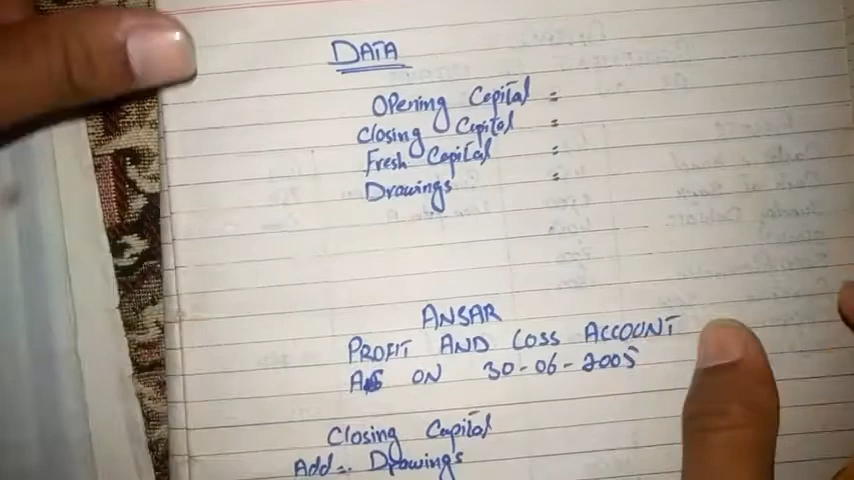 DATA
Opening Capital =
Closing Capital =
Fresh Capital =
Drawings =
ANSAR
PROFIT AND LOSS ACCOUNT
AS ON 30-06-2005
Closing Capital
Add:. Drawings